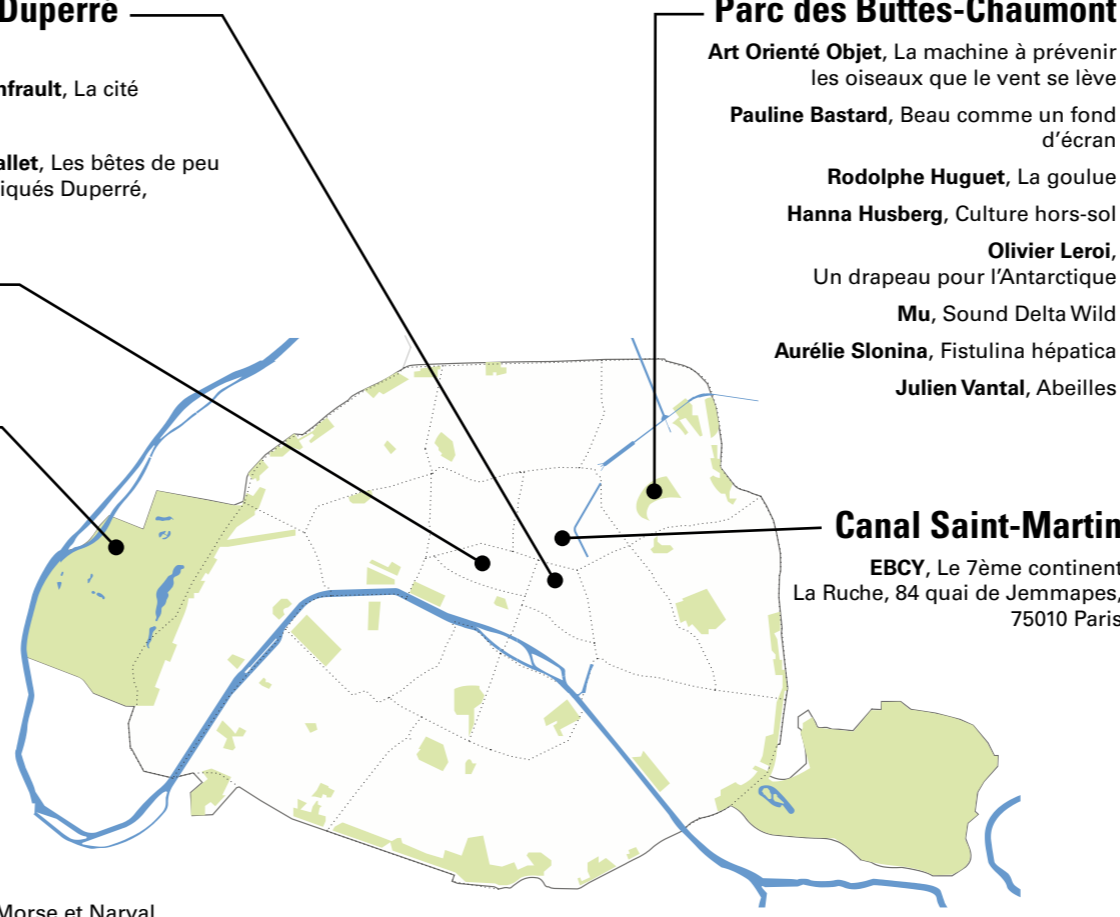 Duperré
nfrault, La cité
allet, Les bêtes de peu
iqués Duperré,
Parc des Buttes-Chaumont
Art Orienté Objet, La machine à prévenir
les oiseaux que le vent se lève
Pauline Bastard, Beau comme un fond
d'écran
Rodolphe Huguet, La goulue
Hanna Husberg, Culture hors-sol
Olivier Leroi,
Un drapeau pour l'Antarctique
Mu, Sound Delta Wild
Aurélie Slonina, Fistulina hépatica
Julien Vantal, Abeilles
Canal Saint-Martin
EBCY, Le 7ème continent
La Ruche, 84 quai de Jemmapes,
75010 Paris
Morse et Narval